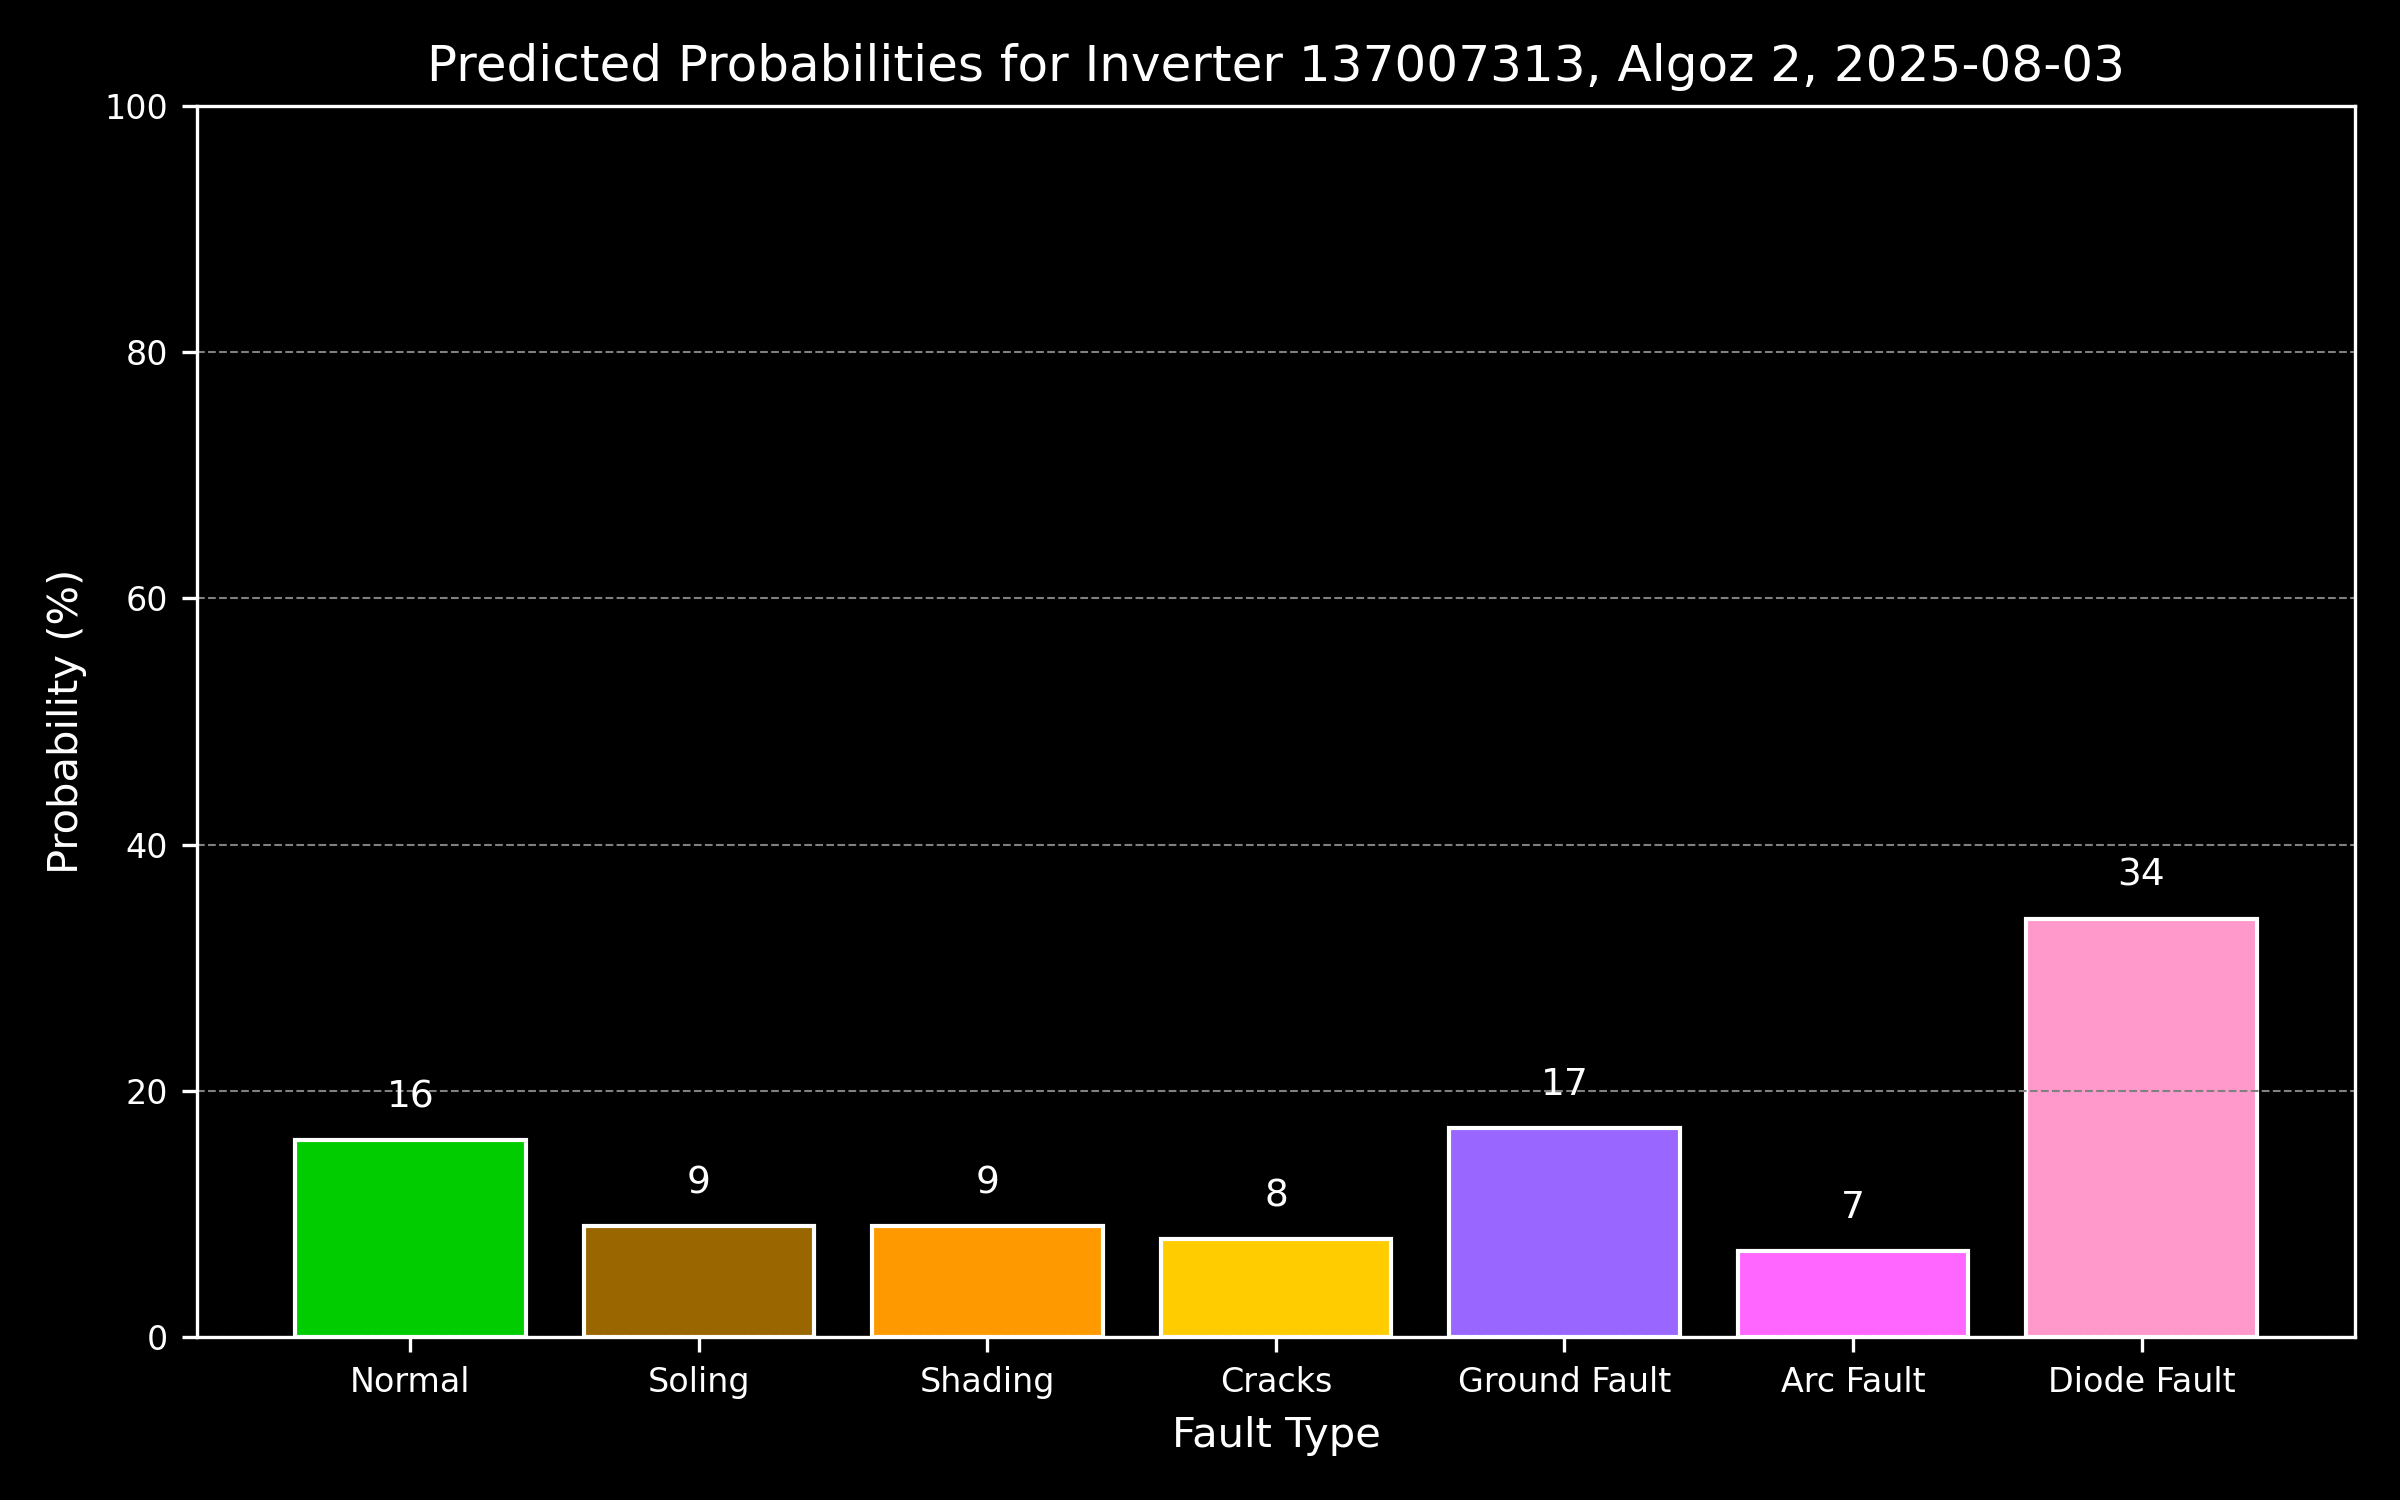 Predicted Probabilities for Inverter 137007313, Algoz 2, 2025-08-03
Probability (%)
100
80
60
40
20
0
16
9
9
8
17
7
34
Normal
Soling
Shading
Cracks
Ground Fault
Arc Fault
Diode Fault
Fault Type